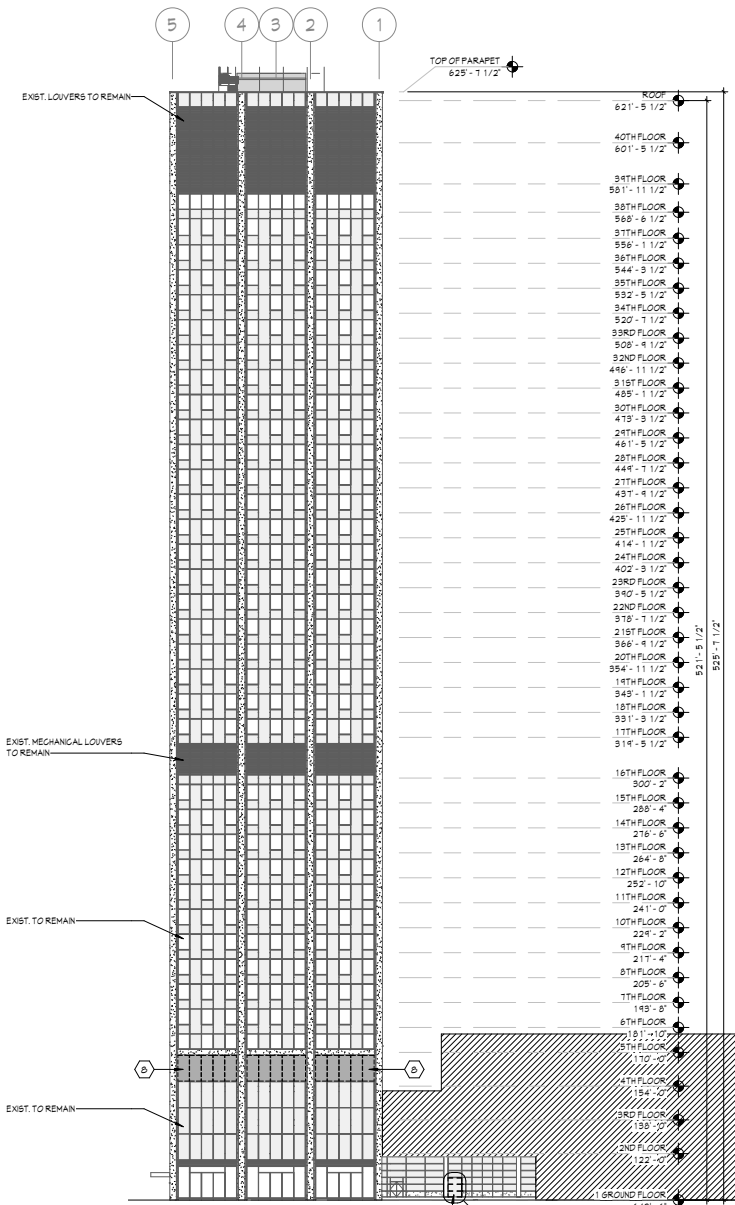 5 4 3 2 1
TOP OF PARAPET
625' - 7 1/2"
EXIST. LOUVERS TO REMAIN
ROOF
621' - 5 1/2"
40TH FLOOR
601' - 5 1/2"
39TH FLOOR
581' - 11 1/2"
38TH FLOOR
568' - 6 1/2"
37TH FLOOR
556' - 1 1/2"
36TH FLOOR
544' - 3 1/2"
35TH FLOOR
532' - 5 1/2"
34TH FLOOR
520' - 7 1/2"
33RD FLOOR
508' - 9 1/2"
32ND FLOOR
496' - 11 1/2"
31ST FLOOR
485' - 1 1/2"
30TH FLOOR
473' - 3 1/2"
29TH FLOOR
461' - 5 1/2"
28TH FLOOR
449' - 7 1/2"
27TH FLOOR
437' - 9 1/2"
26TH FLOOR
425' - 11 1/2"
25TH FLOOR
414' - 1 1/2"
24TH FLOOR
402' - 3 1/2"
23RD FLOOR
390' - 5 1/2"
22ND FLOOR
378' - 7 1/2"
21ST FLOOR
366' - 9 1/2"
20TH FLOOR
354' - 11 1/2"
19TH FLOOR
343' - 1 1/2"
18TH FLOOR
331' - 3 1/2"
17TH FLOOR
319' - 5 1/2"
521' - 5 1/2"
525' - 7 1/2"
EXIST. MECHANICAL LOUVERS
TO REMAIN
16TH FLOOR
300' - 2"
15TH FLOOR
288' - 4"
14TH FLOOR
276' - 6"
13TH FLOOR
264' - 8"
12TH FLOOR
252' - 10"
11TH FLOOR
241' - 0"
EXIST. TO REMAIN
10TH FLOOR
229' - 2"
9TH FLOOR
217' - 4"
8TH FLOOR
205' - 6"
7TH FLOOR
193' - 8"
6TH FLOOR
181' - 10"
5TH FLOOR
170' - 0"
8 8
4TH FLOOR
154' - 0"
EXIST. TO REMAIN
3RD FLOOR
138' - 0"
2ND FLOOR
122' - 0"
1 GROUND FLOOR